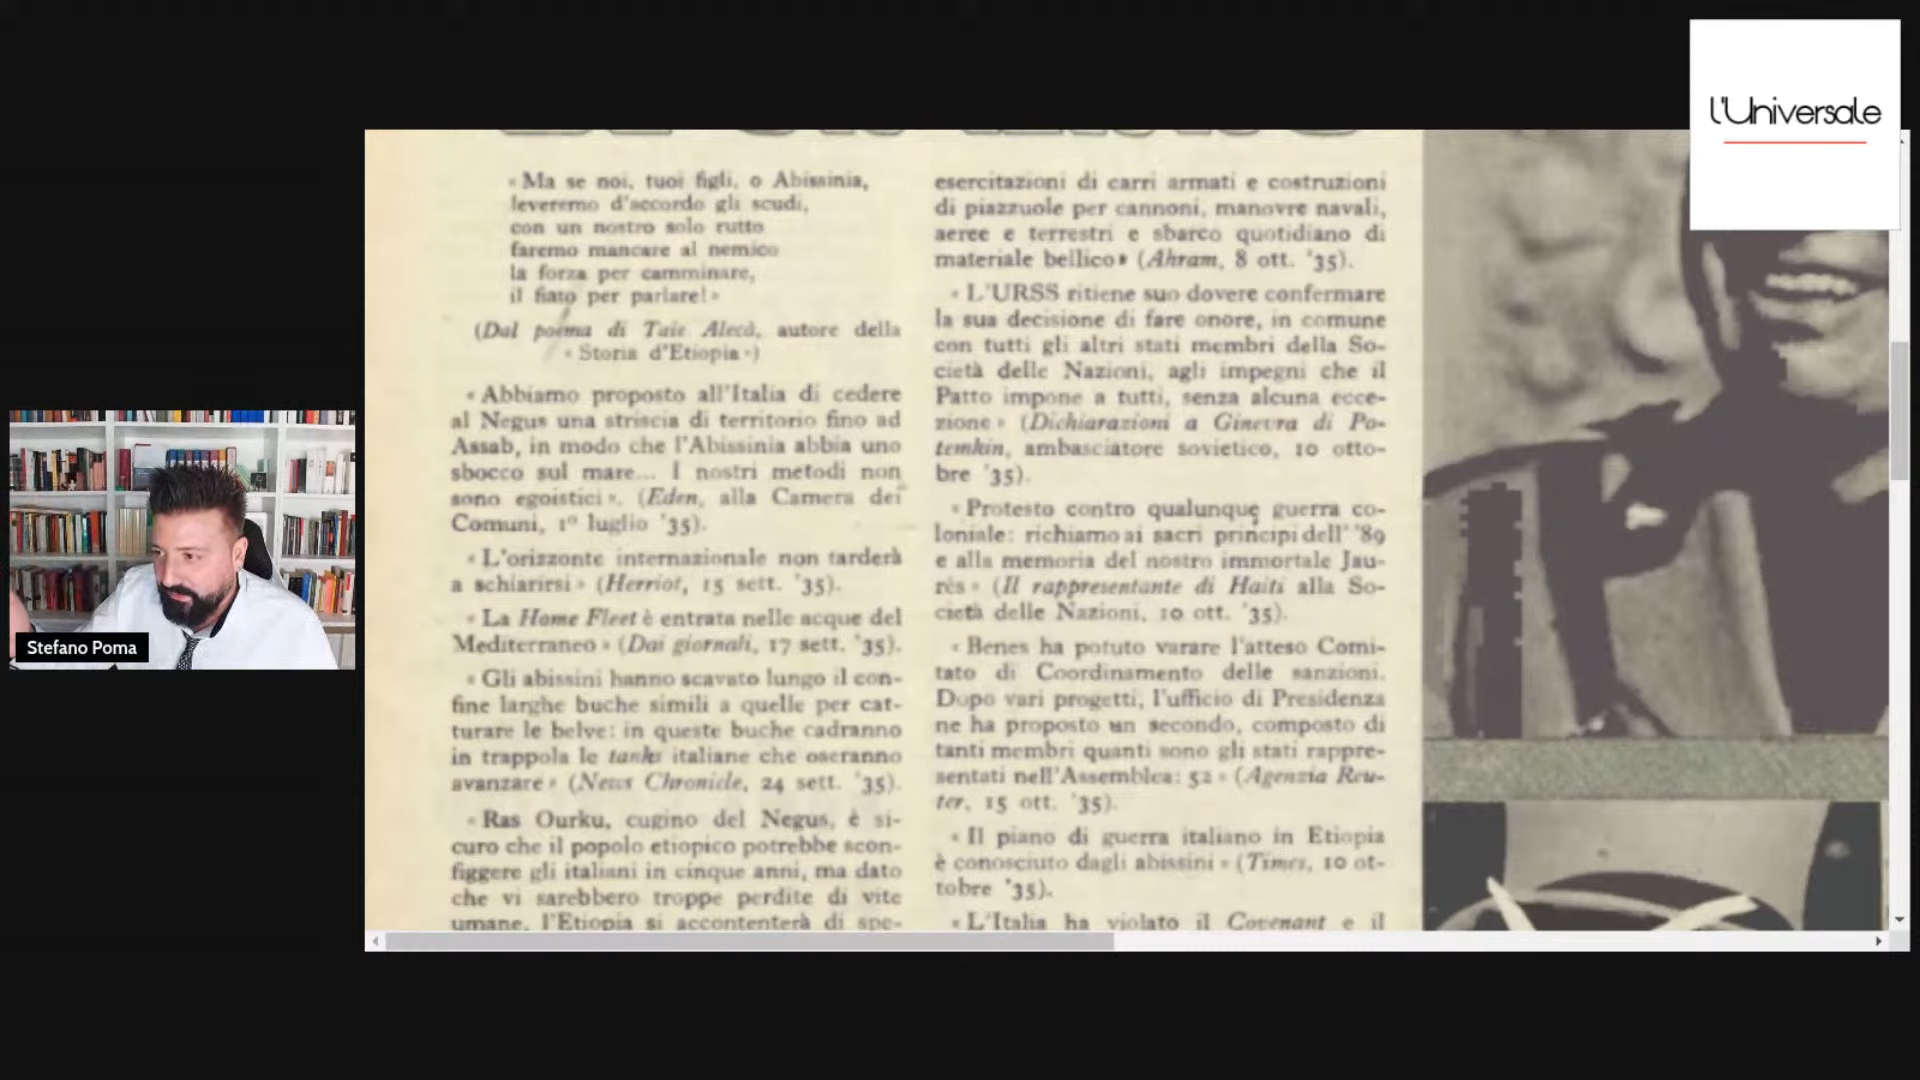 l'Universale
Stefano Poma
« Ma se noi, tuoi figli, o Abissinia,
leveremo d'accordo gli scudi,
con un nostro solo rutto
faremo mancare al nemico
la forza per camminare,
il fiato per parlare! »
(Dal poema di Taie Alecà, autore della
« Storia d'Etiopia »)
« Abbiamo proposto all'Italia di cedere
al Negus una striscia di territorio fino ad
Assab, in modo che l'Abissinia abbia uno
sbocco sul mare... I nostri metodi non
sono egoistici ». (Eden, alla Camera dei
Comuni, 1° luglio '35).
« L'orizzonte internazionale non tarderà
a schiarirsi » (Herriot, 15 sett. '35).
« La Home Fleet è entrata nelle acque del
Mediterraneo » (Dai giornali, 17 sett. '35).
« Gli abissini hanno scavato lungo il con-
fine larghe buche simili a quelle per cat-
turare le belve: in queste buche cadranno
in trappola le tanks italiane che oseranno
avanzare » (News Chronicle, 24 sett. '35).
« Ras Ourku, cugino del Negus, è si-
curo che il popolo etiopico potrebbe scon-
figgere gli italiani in cinque anni, ma dato
che vi sarebbero troppe perdite di vite
umane, l'Etiopia si accontenterà di spe-
esercitazioni di carri armati e costruzioni
di piazzuole per cannoni, manovre navali,
aeree e terrestri e sbarco quotidiano di
materiale bellico » (Ahram, 8 ott. '35).
« L'URSS ritiene suo dovere confermare
la sua decisione di fare onore, in comune
con tutti gli altri stati membri della So-
cietà delle Nazioni, agli impegni che il
Patto impone a tutti, senza alcuna ecce-
zione » (Dichiarazioni a Ginevra di Po-
temkin, ambasciatore sovietico, 10 otto-
bre '35).
« Protesto contro qualunque guerra co-
loniale: richiamo ai sacri principi dell' '89
e alla memoria del nostro immortale Jau-
rès » (Il rappresentante di Haiti alla So-
cietà delle Nazioni, 10 ott. '35).
« Benes ha potuto varare l'atteso Comi-
tato di Coordinamento delle sanzioni.
Dopo vari progetti, l'ufficio di Presidenza
ne ha proposto un secondo, composto di
tanti membri quanti sono gli stati rappre-
sentati nell'Assemblea: 52 » (Agenzia Reu-
ter, 15 ott. '35).
« Il piano di guerra italiano in Etiopia
è conosciuto dagli abissini » (Times, 10 ot-
tobre '35).
« L'Italia ha violato il Covenant e il